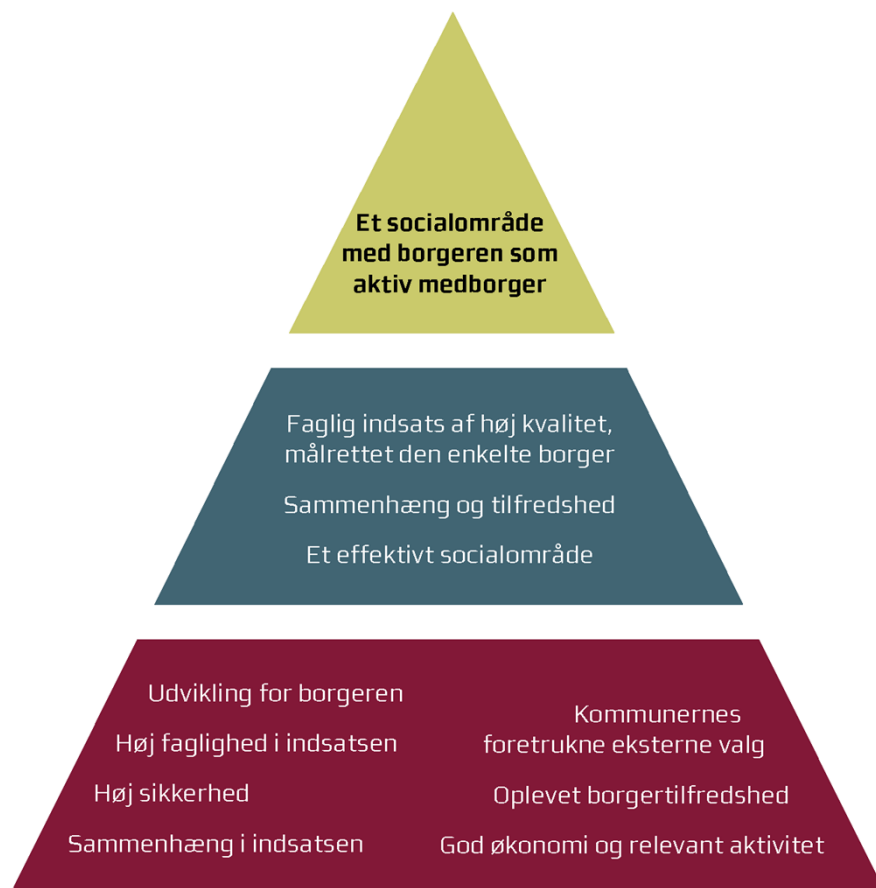 Et socialområde
med borgeren som
aktiv medborger
Faglig indsats af høj kvalitet,
målrettet den enkelte borger
Sammenhæng og tilfredshed
Et effektivt socialområde
Udvikling for borgeren
Høj faglighed i indsatsen
Høj sikkerhed
Sammenhæng i indsatsen
Kommunernes
foretrukne eksterne valg
Oplevet borgertilfredshed
God økonomi og relevant aktivitet